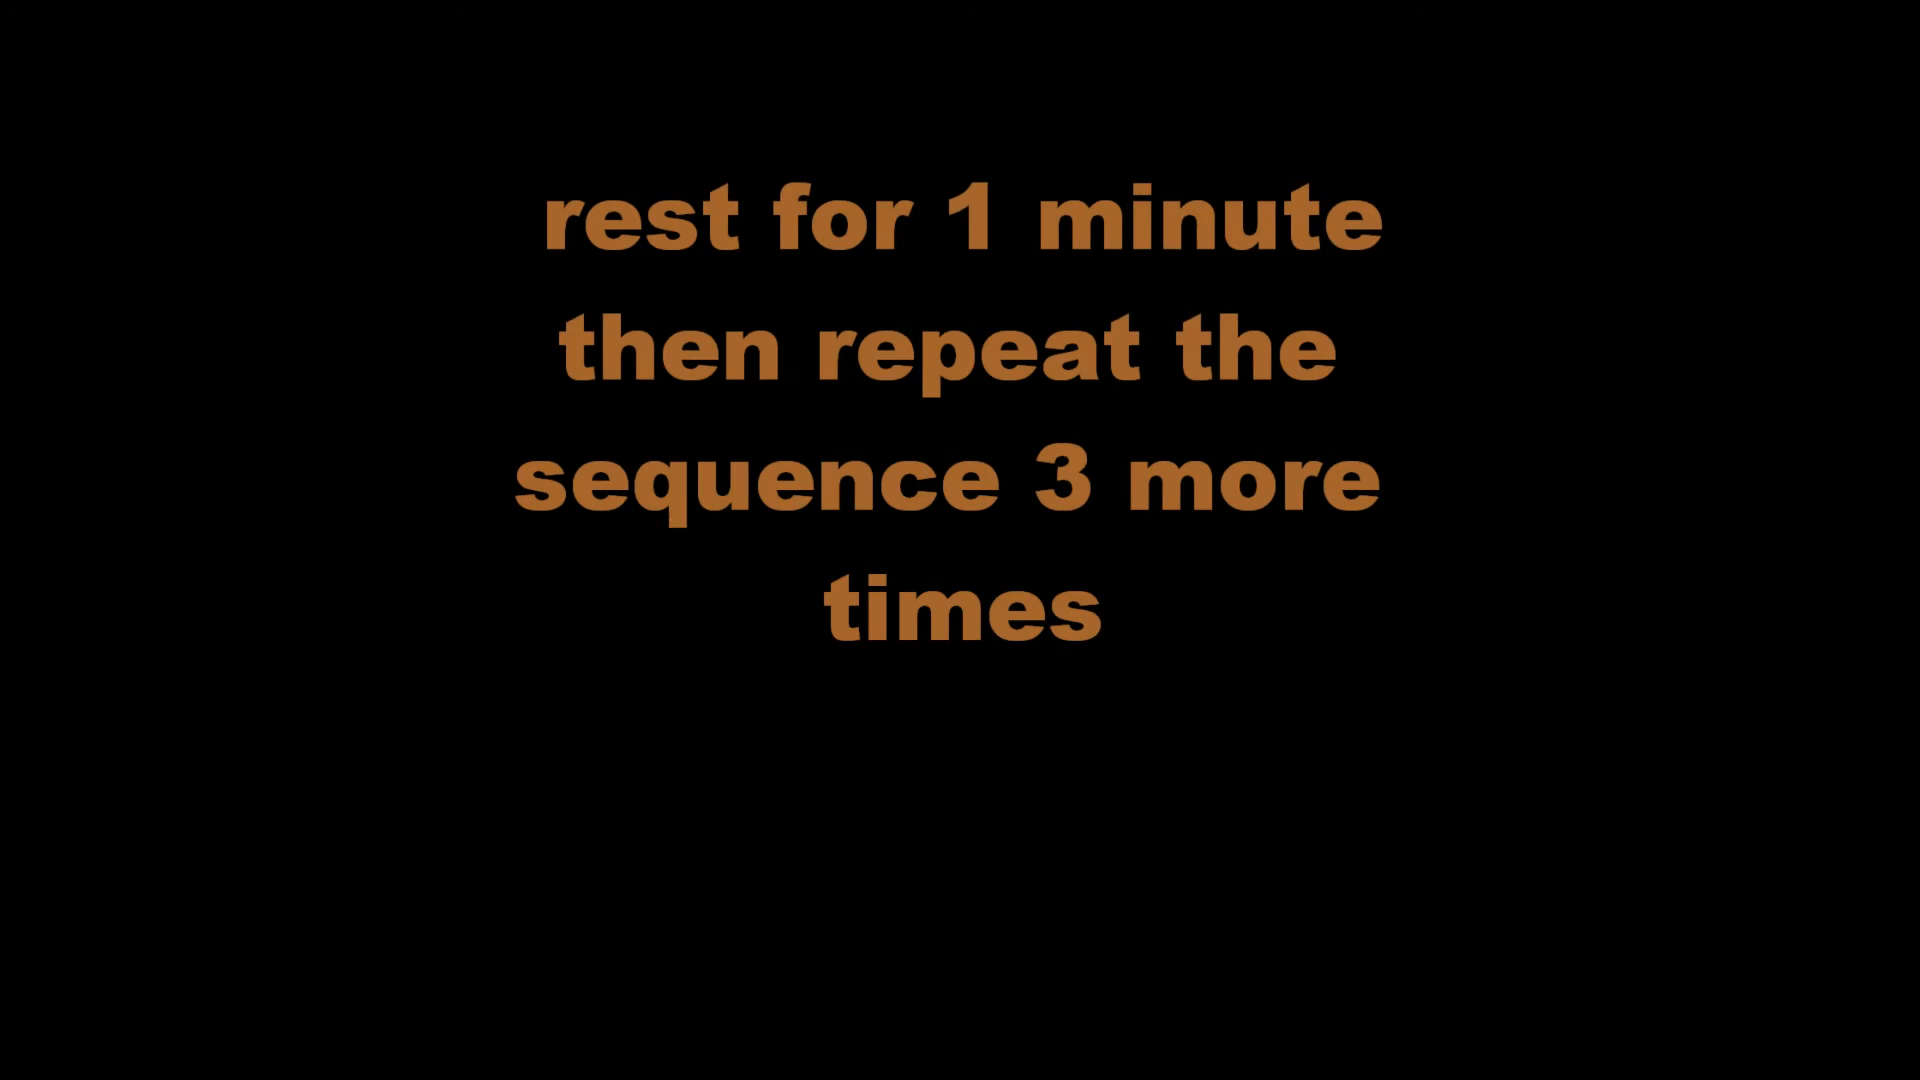 rest for 1 minute
then repeat the
sequence 3 more
times